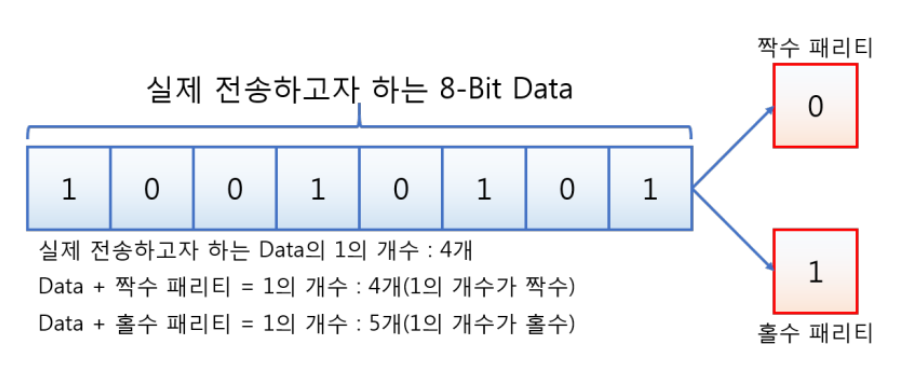 짝수 패리티
0
실제 전송하고자 하는 8-Bit Data
1 0 0 1 0 1 0 1
실제 전송하고자 하는 Data의 1의 개수 : 4개
Data + 짝수 패리티 = 1의 개수 : 4개(1의 개수가 짝수)
Data + 홀수 패리티 = 1의 개수 : 5개(1의 개수가 홀수)
1
홀수 패리티